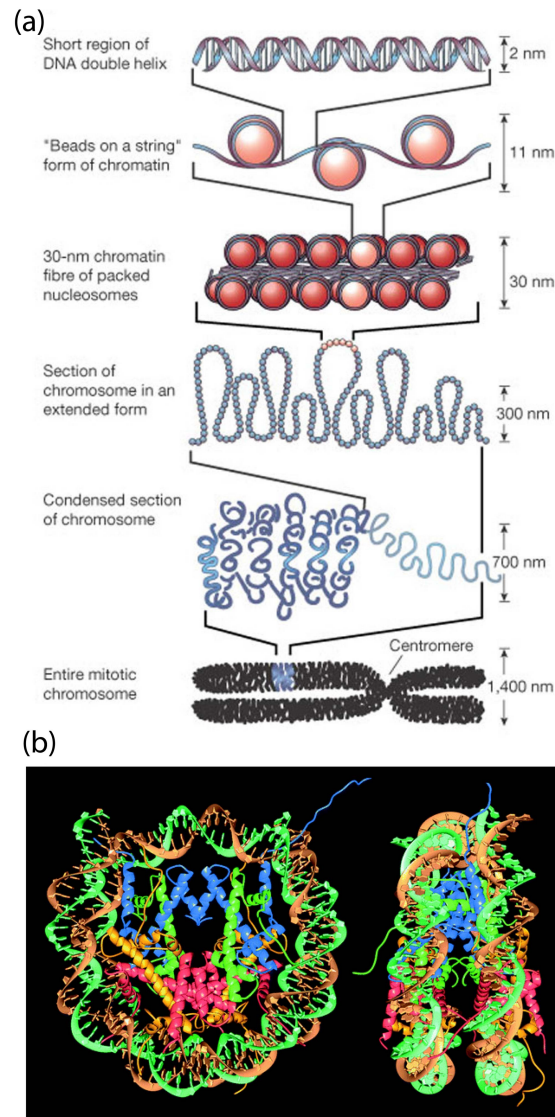 (a)
Short region of
DNA double helix
2 nm
"Beads on a string"
form of chromatin
11 nm
30-nm chromatin
fibre of packed
nucleosomes
30 nm
Section of
chromosome in an
extended form
300 nm
Condensed section
of chromosome
700 nm
Centromere
Entire mitotic
chromosome
1,400 nm
(b)